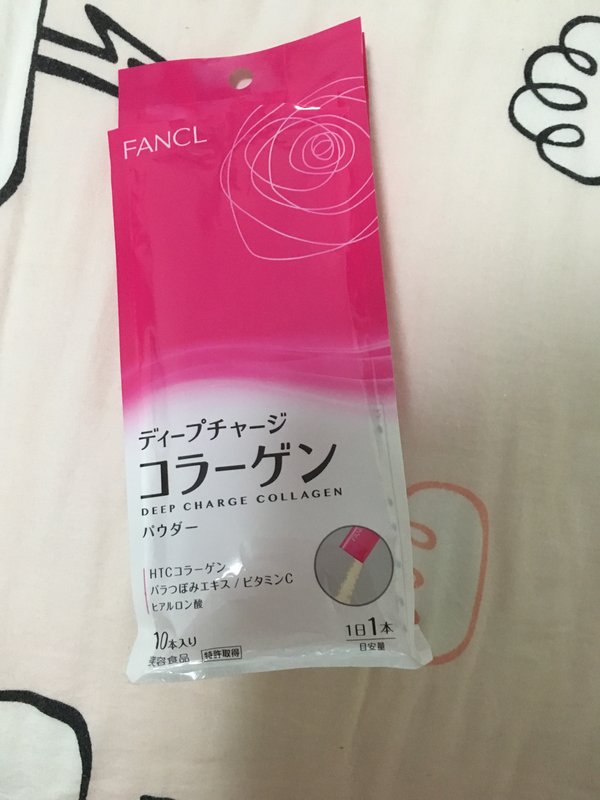 FANCL
ディープチャージ
コラーゲン
DEEP CHARGE COLLAGEN
パウダー
HTCコラーゲン
バラつぼみエキス / ビタミンC
ヒアルロン酸
10本入り
美容食品 特許取得
1日1本
目安量